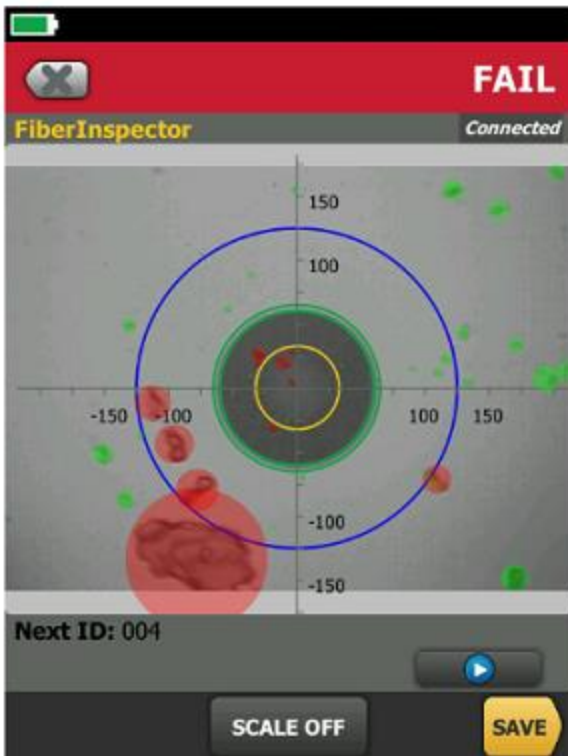 FAIL
FiberInspector Connected
150
100
-150 -100 100 150
-100
-150
Next ID: 004
SCALE OFF SAVE